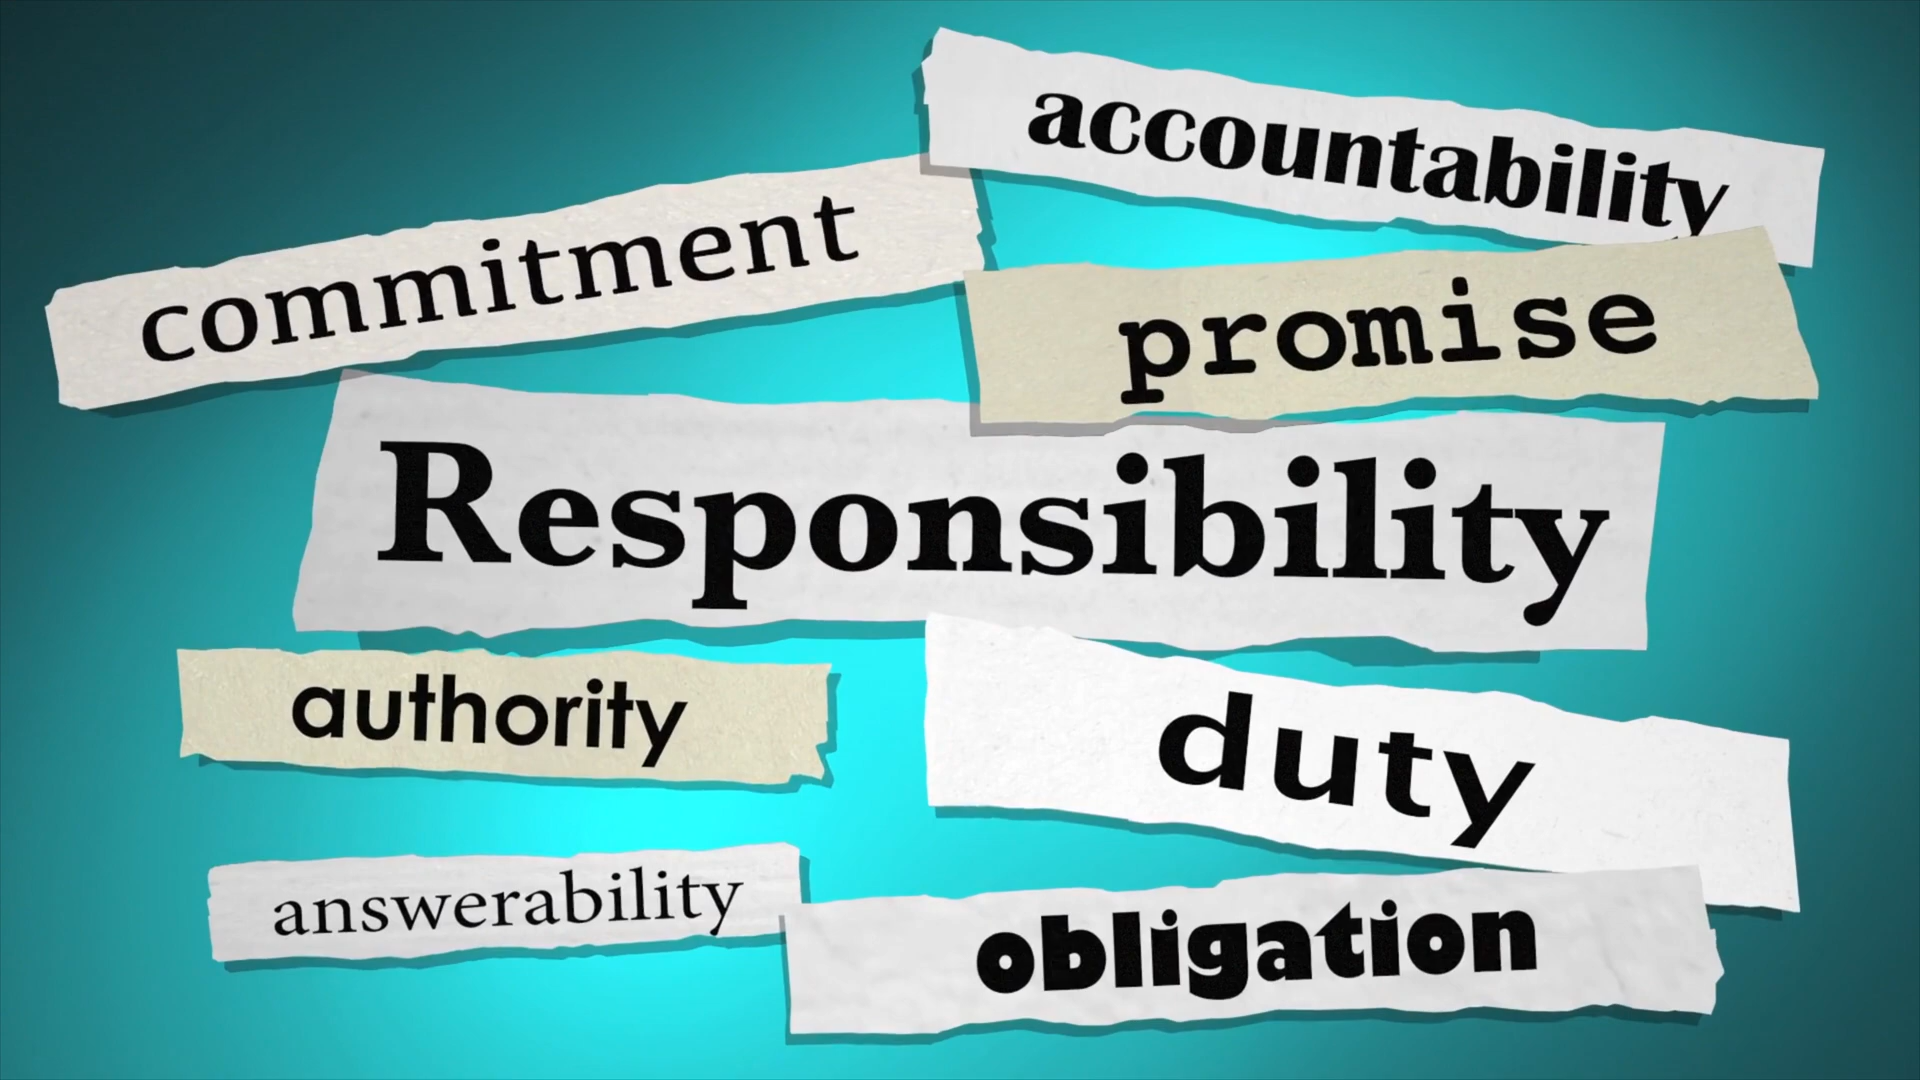 accountability
commitment
promise
Responsibility
authority
duty
answerability
obligation